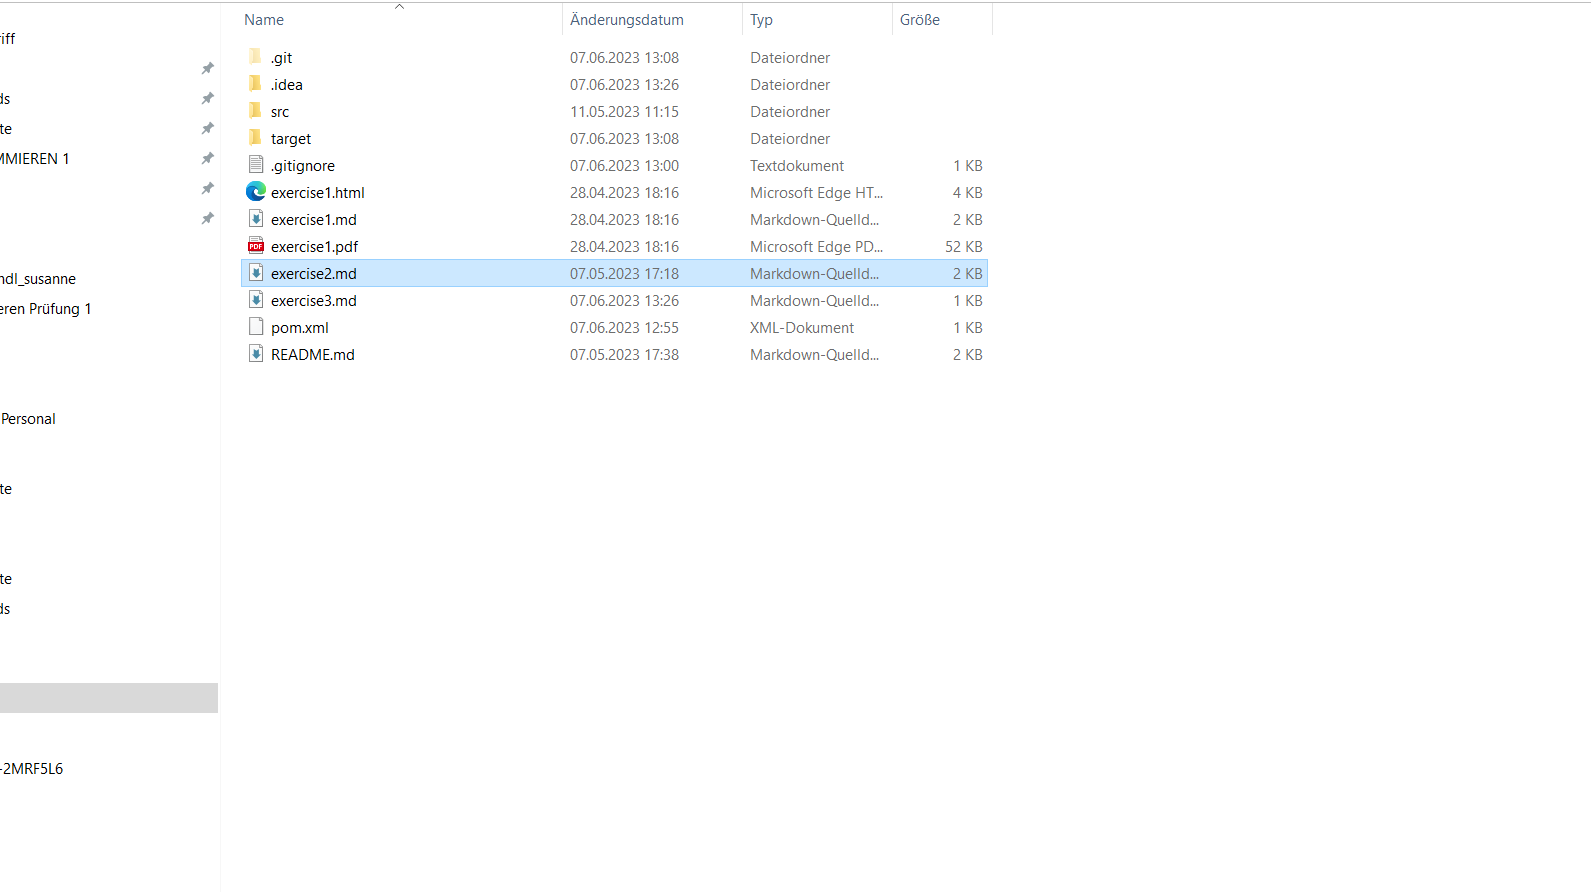 Name Änderungsdatum Typ Größe
.git 07.06.2023 13:08 Dateiordner
.idea 07.06.2023 13:26 Dateiordner
src 11.05.2023 11:15 Dateiordner
target 07.06.2023 13:08 Dateiordner
.gitignore 07.06.2023 13:00 Textdokument 1 KB
exercise1.html 28.04.2023 18:16 Microsoft Edge HT... 4 KB
exercise1.md 28.04.2023 18:16 Markdown-Quelld... 2 KB
exercise1.pdf 28.04.2023 18:16 Microsoft Edge PD... 52 KB
exercise2.md 07.05.2023 17:18 Markdown-Quelld... 2 KB
exercise3.md 07.06.2023 13:26 Markdown-Quelld... 1 KB
pom.xml 07.06.2023 12:55 XML-Dokument 1 KB
README.md 07.05.2023 17:38 Markdown-Quelld... 2 KB
iff
ds
te
MMIEREN 1
ndl_susanne
eren Prüfung 1
Personal
te
te
ds
-2MRF5L6
PDF